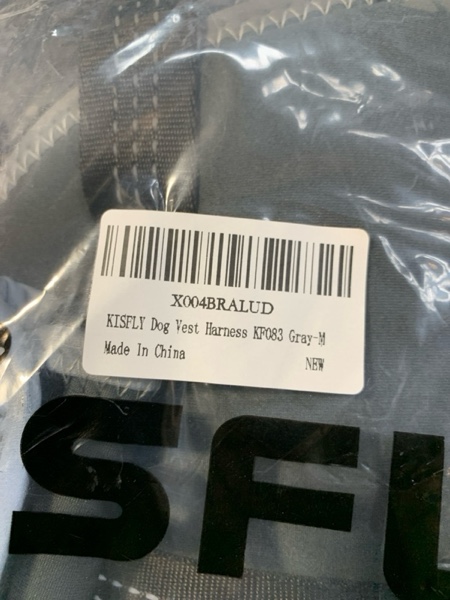 X004BRALUD
KISFLY Dog Vest Harness KF083 Gray-M
Made In China
NEW
SFL